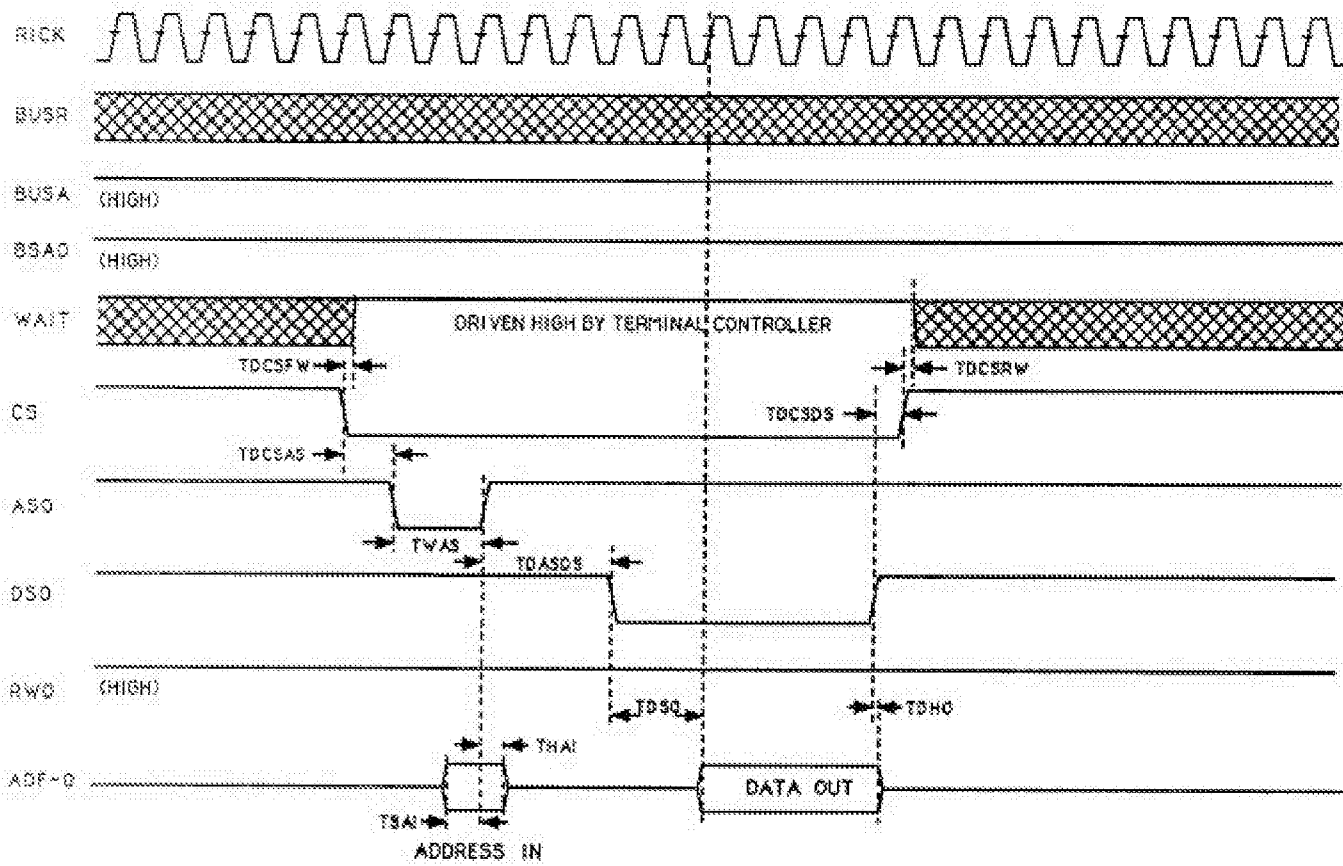 RICK
BUSR
BUSA (HIGH)
BSAO (HIGH)
WAIT DRIVEN HIGH BY TERMINAL CONTROLLER
TDCSFW TDCSRW
CS TDCSDS
TDCSAS
ASO
TWAS TDASDS
DSO
RWO (HIGH)
TDSO TDHO
THAI
ADF-0 DATA OUT
TSAI
ADDRESS IN